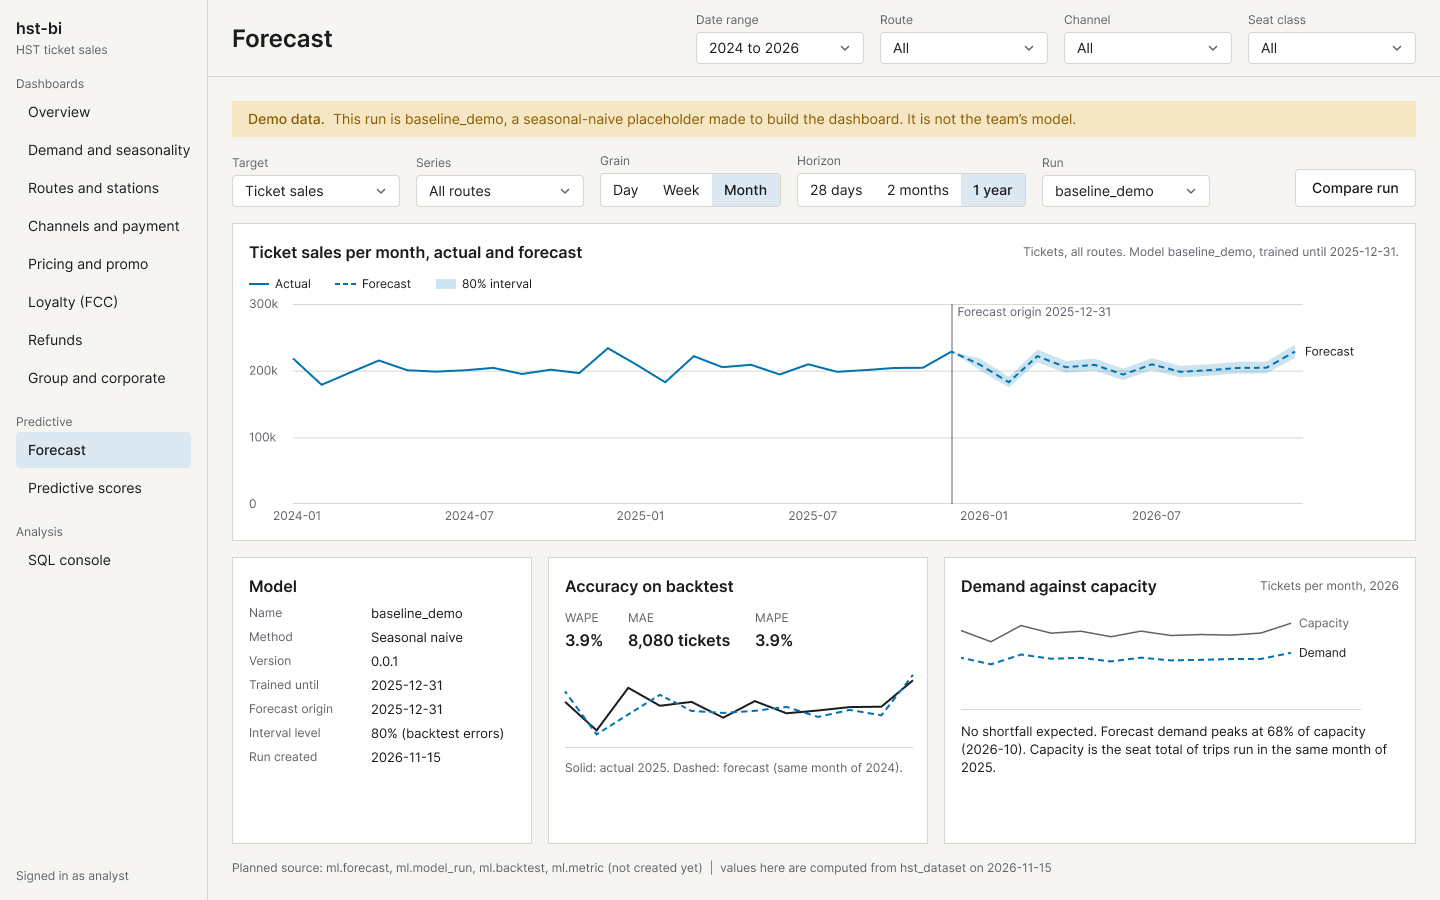 hst-bi
HST ticket sales
Dashboards
Overview
Demand and seasonality
Routes and stations
Channels and payment
Pricing and promo
Loyalty (FCC)
Refunds
Group and corporate
Predictive
Forecast
Predictive scores
Analysis
SQL console
Signed in as analyst
Forecast
Date range
2024 to 2026
Route
All
Channel
All
Seat class
All
Demo data. This run is baseline_demo, a seasonal-naive placeholder made to build the dashboard. It is not the team’s model.
Target
Ticket sales
Series
All routes
Grain
Day Week Month
Horizon
28 days 2 months 1 year
Run
baseline_demo
Compare run
Ticket sales per month, actual and forecast
Tickets, all routes. Model baseline_demo, trained until 2025-12-31.
Actual Forecast 80% interval
300k
200k
100k
0
Forecast origin 2025-12-31
Forecast
2024-01 2024-07 2025-01 2025-07 2026-01 2026-07
Model
Name baseline_demo
Method Seasonal naive
Version 0.0.1
Trained until 2025-12-31
Forecast origin 2025-12-31
Interval level 80% (backtest errors)
Run created 2026-11-15
Accuracy on backtest
WAPE MAE MAPE
3.9% 8,080 tickets 3.9%
Solid: actual 2025. Dashed: forecast (same month of 2024).
Demand against capacity
Tickets per month, 2026
Capacity
Demand
No shortfall expected. Forecast demand peaks at 68% of capacity
(2026-10). Capacity is the seat total of trips run in the same month of
2025.
Planned source: ml.forecast, ml.model_run, ml.backtest, ml.metric (not created yet) | values here are computed from hst_dataset on 2026-11-15